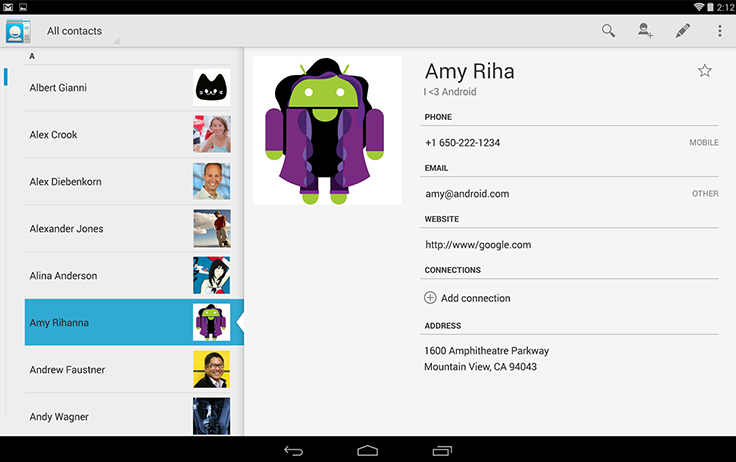 2:12
All contacts
A
Albert Gianni
Alex Crook
Alex Diebenkorn
Alexander Jones
Alina Anderson
Amy Rihanna
Andrew Faustner
Andy Wagner
Amy Riha
I <3 Android
PHONE
+1 650-222-1234 MOBILE
EMAIL
amy@android.com OTHER
WEBSITE
http://www/google.com
CONNECTIONS
Add connection
ADDRESS
1600 Amphitheatre Parkway
Mountain View, CA 94043